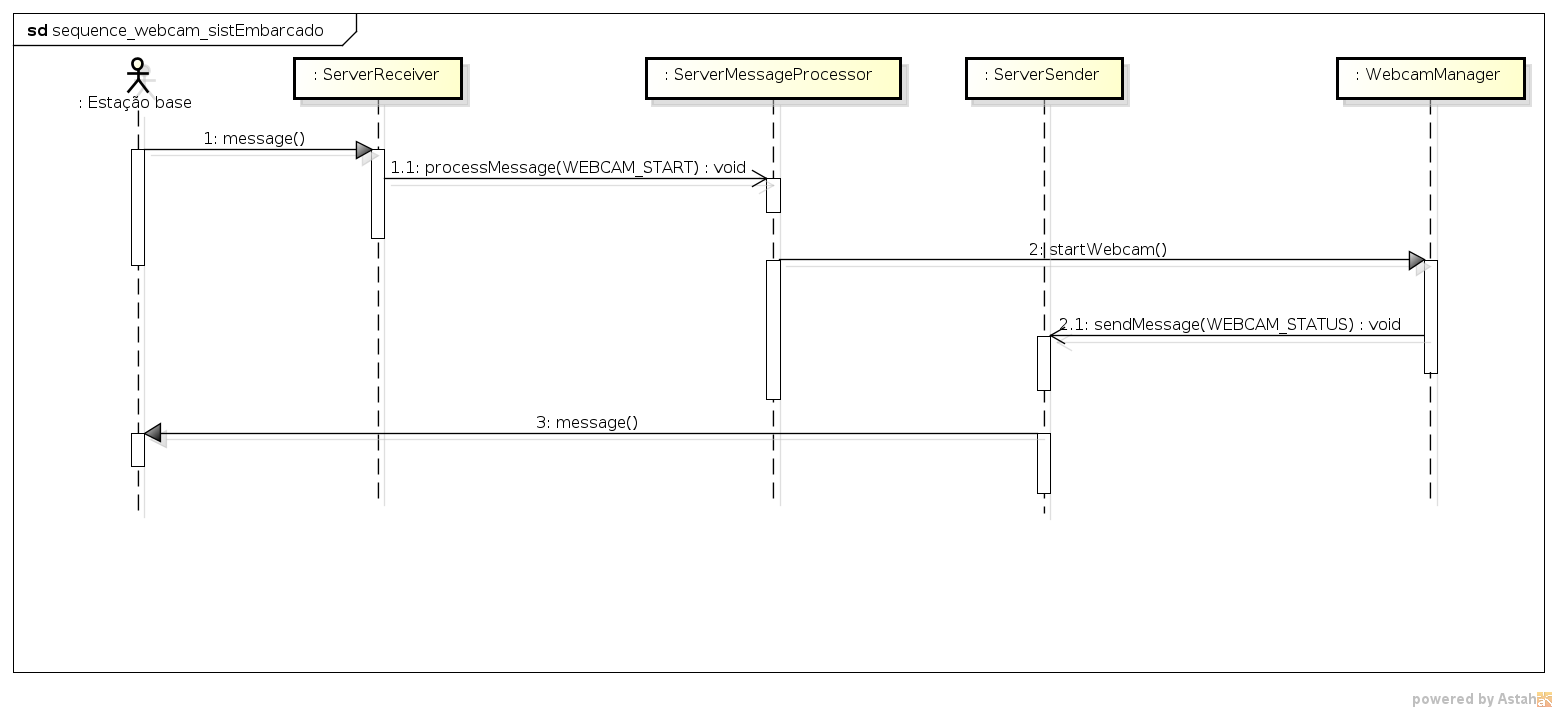 sd sequence_webcam_sistEmbarcado
: Estação base
: ServerReceiver
: ServerMessageProcessor
: ServerSender
: WebcamManager
1: message()
1.1: processMessage(WEBCAM_START) : void
2: startWebcam()
2.1: sendMessage(WEBCAM_STATUS) : void
3: message()
powered by Astah